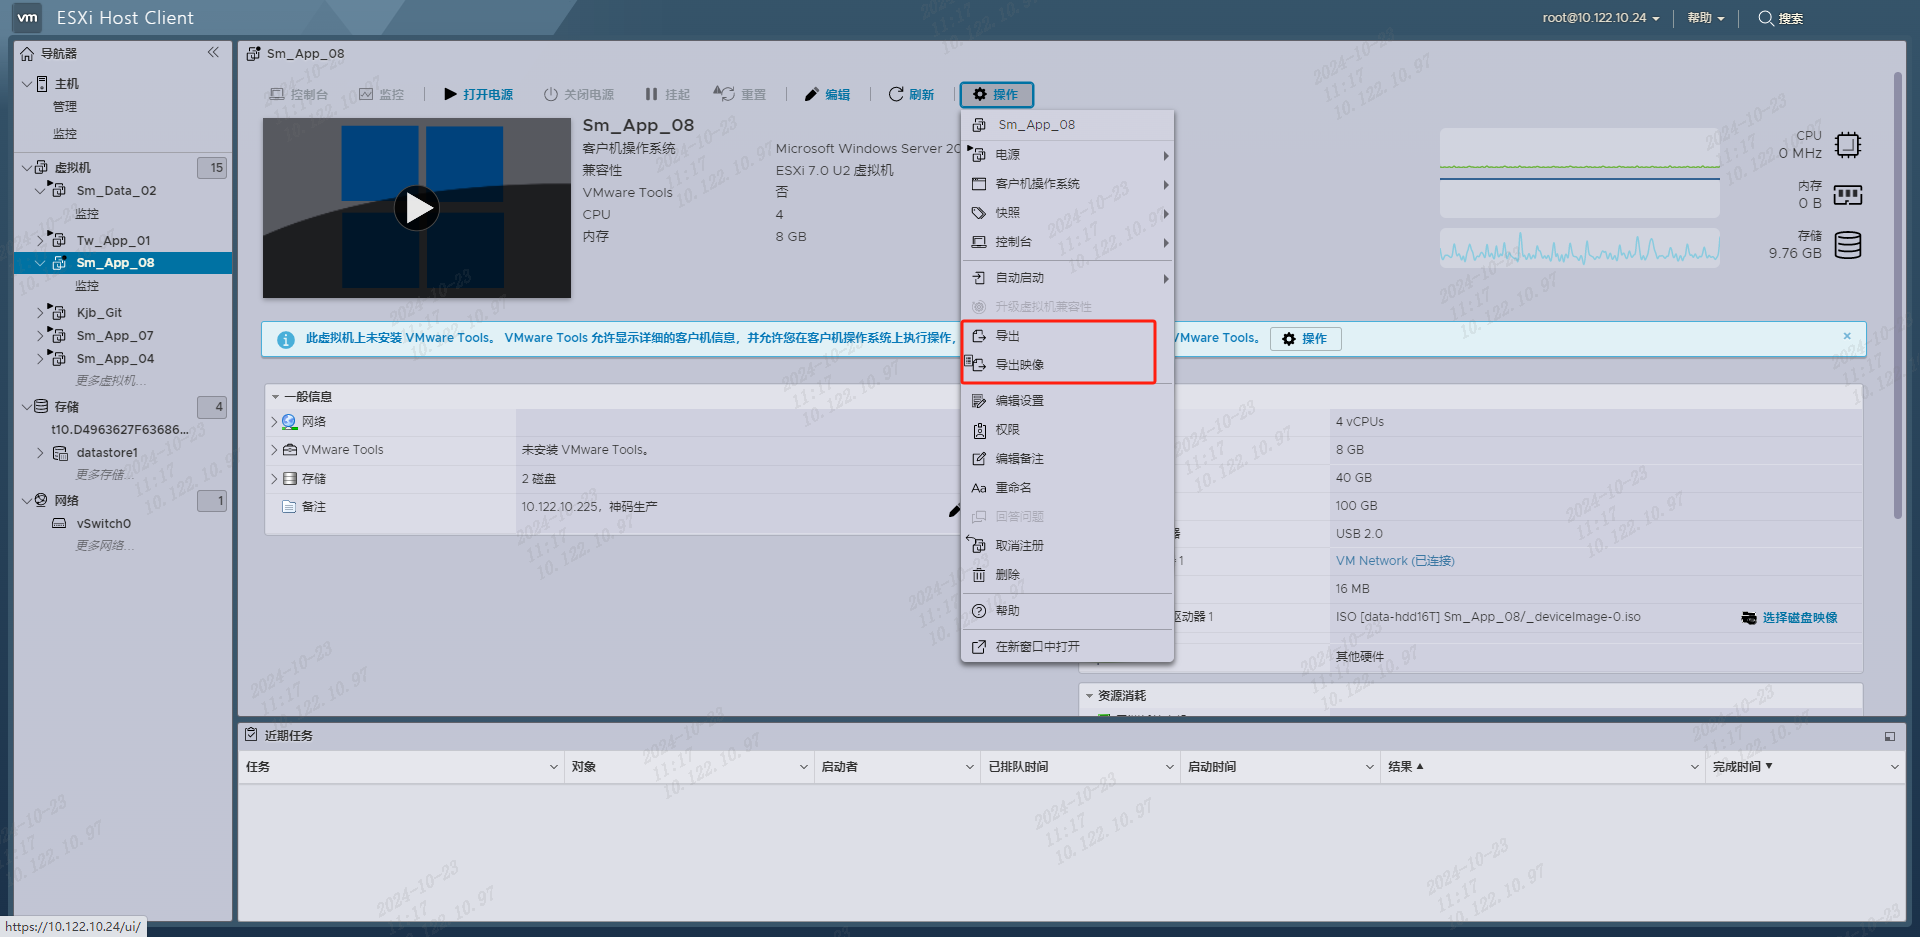 vm ESXi Host Client
root@10.122.10.24 帮助 搜索
导航器
主机
管理
监控
虚拟机 15
Sm_Data_02
监控
Tw_App_01
Sm_App_08
监控
Kjb_Git
Sm_App_07
Sm_App_04
更多虚拟机...
存储 4
t10.D4963627F63686...
datastore1
更多存储...
网络 1
vSwitch0
更多网络...
Sm_App_08
控制台 监控 打开电源 关闭电源 挂起 重置 编辑 刷新 操作
Sm_App_08
客户机操作系统 Microsoft Windows Server 20
兼容性 ESXi 7.0 U2 虚拟机
VMware Tools 否
CPU 4
内存 8 GB
CPU
0 MHz
内存
0 B
存储
9.76 GB
此虚拟机上未安装 VMware Tools。 VMware Tools 允许显示详细的客户机信息，并允许您在客户机操作系统上执行操作， VMware Tools。 操作
一般信息
网络
VMware Tools 未安装 VMware Tools。
存储 2 磁盘
备注 10.122.10.225，神码生产
Sm_App_08
电源
客户机操作系统
快照
控制台
自动启动
升级虚拟机兼容性
导出
导出映像
编辑设置
权限
编辑备注
Aa 重命名
回答问题
取消注册
删除
帮助
在新窗口中打开
4 vCPUs
8 GB
40 GB
100 GB
器 USB 2.0
1 VM Network (已连接)
16 MB
驱动器 1 ISO [data-hdd16T] Sm_App_08/_deviceImage-0.iso 选择磁盘映像
其他硬件
资源消耗
近期任务
任务 对象 启动者 已排队时间 启动时间 结果 完成时间
https://10.122.10.24/ui/
2024-10-23
11:17
10.122.10.97